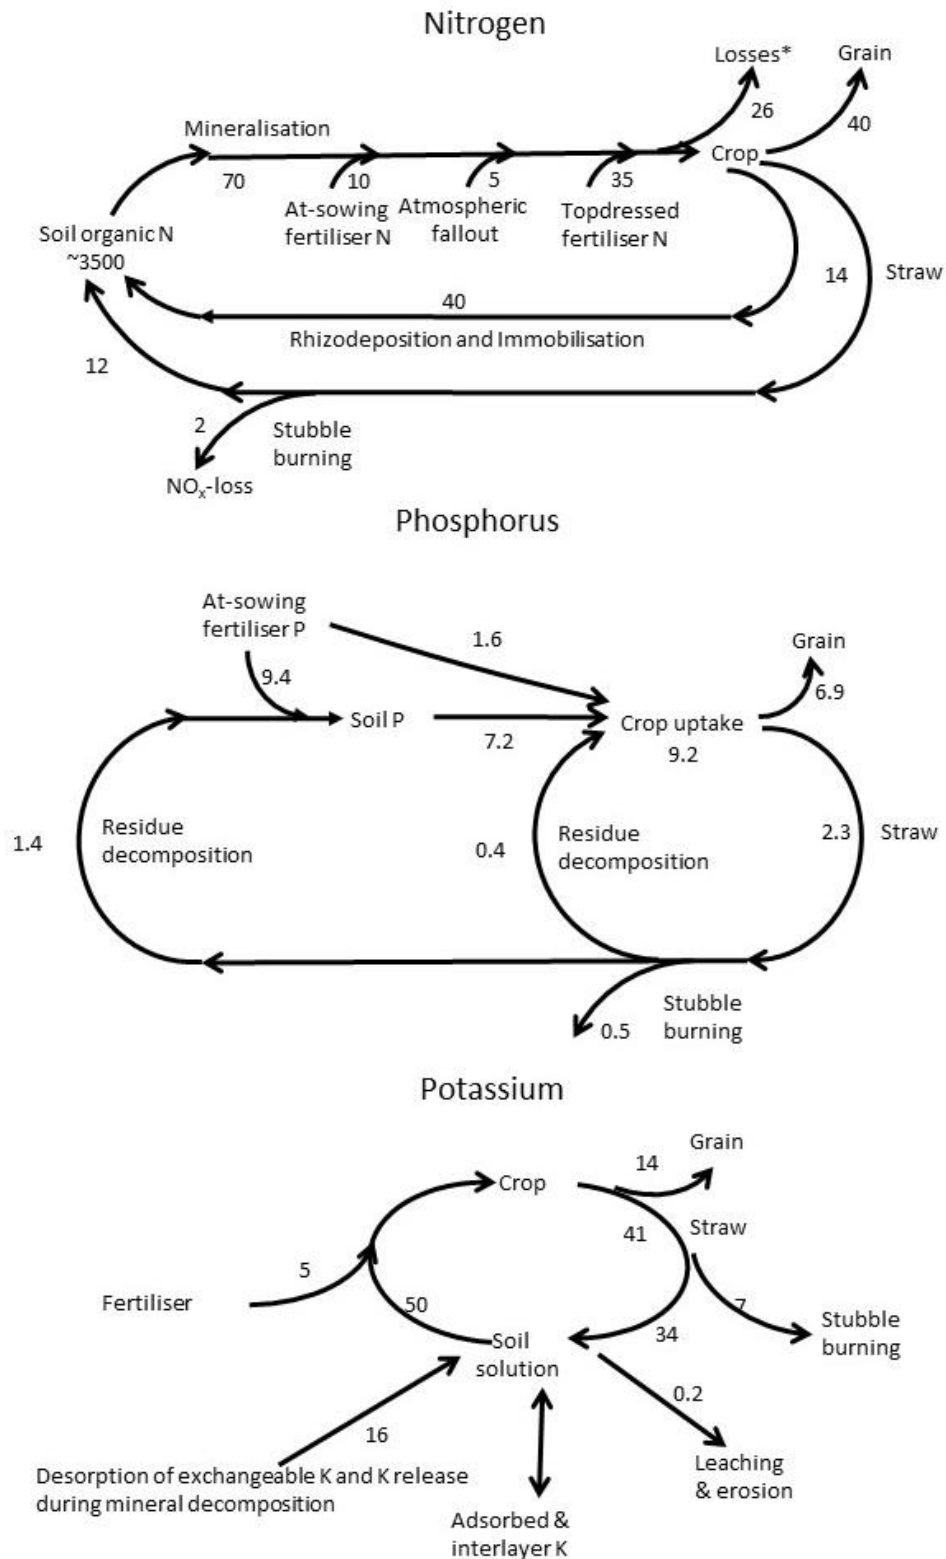 Nitrogen
Losses*
Grain
26
40
Mineralisation
Crop
70
10
5
35
At-sowing
fertiliser N
Atmospheric
fallout
Topdressed
fertiliser N
Soil organic N
~3500
14
Straw
40
Rhizodeposition and Immobilisation
12
2
Stubble
burning
NOx-loss
Phosphorus
At-sowing
fertiliser P
1.6
Grain
9.4
6.9
Soil P
7.2
Crop uptake
9.2
1.4
Residue
decomposition
0.4
Residue
decomposition
2.3
Straw
0.5
Stubble
burning
Potassium
Grain
14
Crop
41
Straw
5
Fertiliser
50
7
34
Stubble
burning
Soil
solution
0.2
16
Leaching
& erosion
Desorption of exchangeable K and K release
during mineral decomposition
Adsorbed &
interlayer K